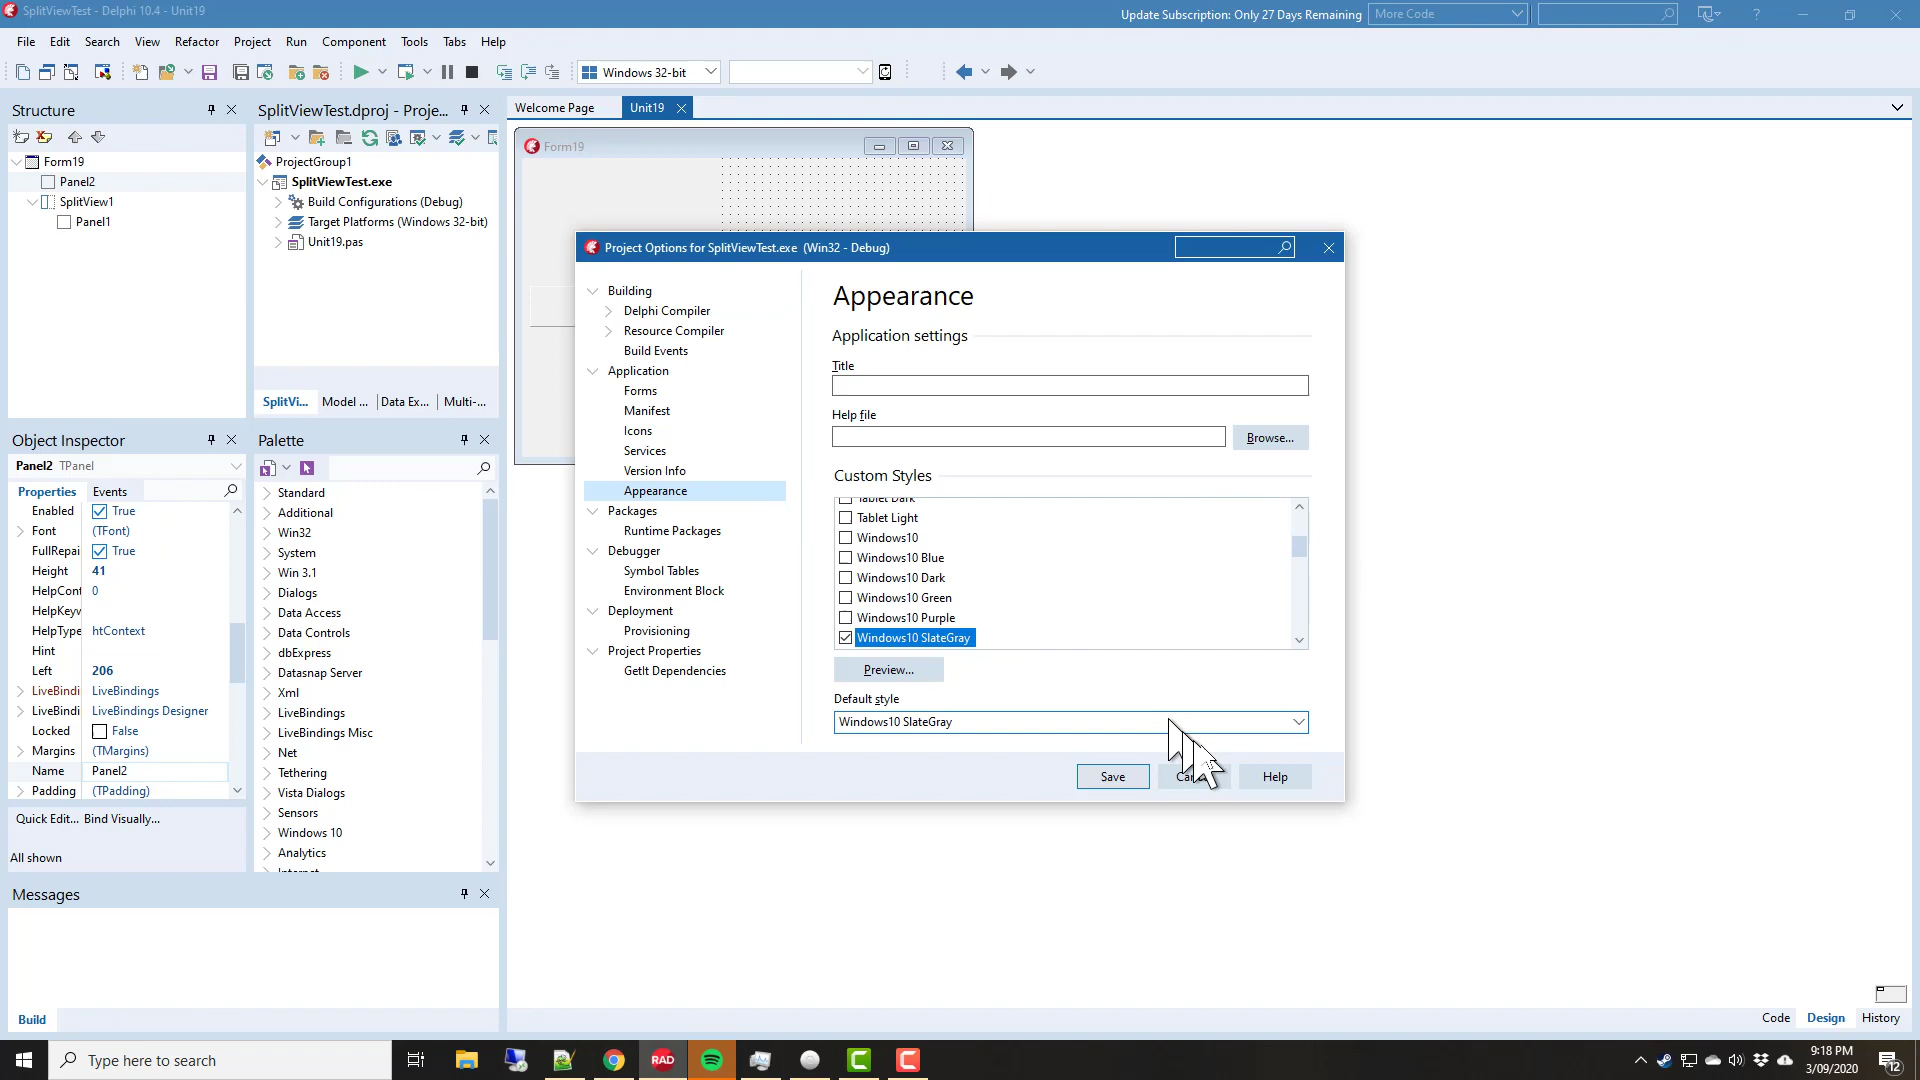 SplitViewTest - Delphi 10.4 - Unit19
Update Subscription: Only 27 Days Remaining
More Code
?
File Edit Search View Refactor Project Run Component Tools Tabs Help
Windows 32-bit
Structure
Form19
Panel2
SplitView1
Panel1
SplitViewTest.dproj - Proje...
ProjectGroup1
SplitViewTest.exe
Build Configurations (Debug)
Target Platforms (Windows 32-bit)
Unit19.pas
SplitVi... Model ... Data Ex... Multi-...
Welcome Page Unit19
Form19
Project Options for SplitViewTest.exe (Win32 - Debug)
Building
Delphi Compiler
Resource Compiler
Build Events
Application
Forms
Manifest
Icons
Services
Version Info
Appearance
Packages
Runtime Packages
Debugger
Symbol Tables
Environment Block
Deployment
Provisioning
Project Properties
GetIt Dependencies
Appearance
Application settings
Title
Help file
Browse...
Custom Styles
Tablet Dark
Tablet Light
Windows10
Windows10 Blue
Windows10 Dark
Windows10 Green
Windows10 Purple
Windows10 SlateGray
Preview...
Default style
Windows10 SlateGray
Save Help
Object Inspector
Panel2 TPanel
Properties Events
Enabled True
Font (TFont)
FullRepai True
Height 41
HelpCont 0
HelpKeyw
HelpType htContext
Hint
Left 206
LiveBindi LiveBindings
LiveBindi LiveBindings Designer
Locked False
Margins (TMargins)
Name Panel2
Padding (TPadding)
Quick Edit... Bind Visually...
All shown
Palette
Standard
Additional
Win32
System
Win 3.1
Dialogs
Data Access
Data Controls
dbExpress
Datasnap Server
Xml
LiveBindings
LiveBindings Misc
Net
Tethering
Vista Dialogs
Sensors
Windows 10
Analytics
Messages
Build
Code Design History
Type here to search
RAD
9:18 PM
3/09/2020
12